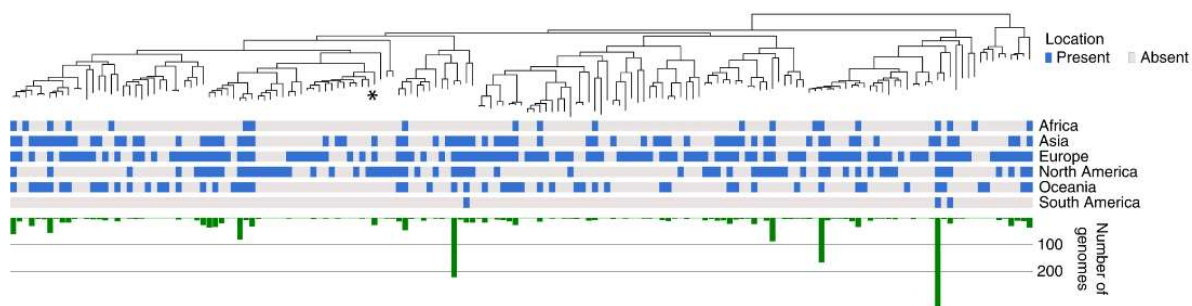 Location
Present Absent
*
Africa
Asia
Europe
North America
Oceania
South America
100
200
Number of
genomes